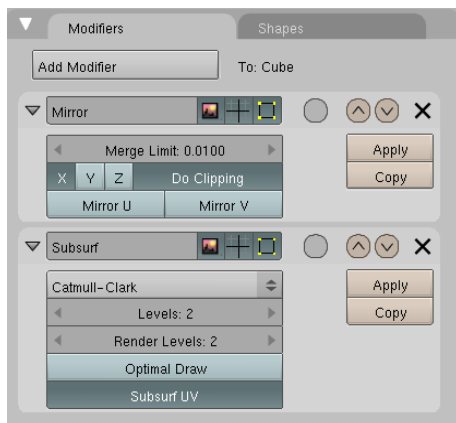 Modifiers Shapes
Add Modifier To: Cube
Mirror
Merge Limit: 0.0100 Apply
X Y Z Do Clipping Copy
Mirror U Mirror V
Subsurf
Catmull-Clark Apply
Levels: 2 Copy
Render Levels: 2
Optimal Draw
Subsurf UV